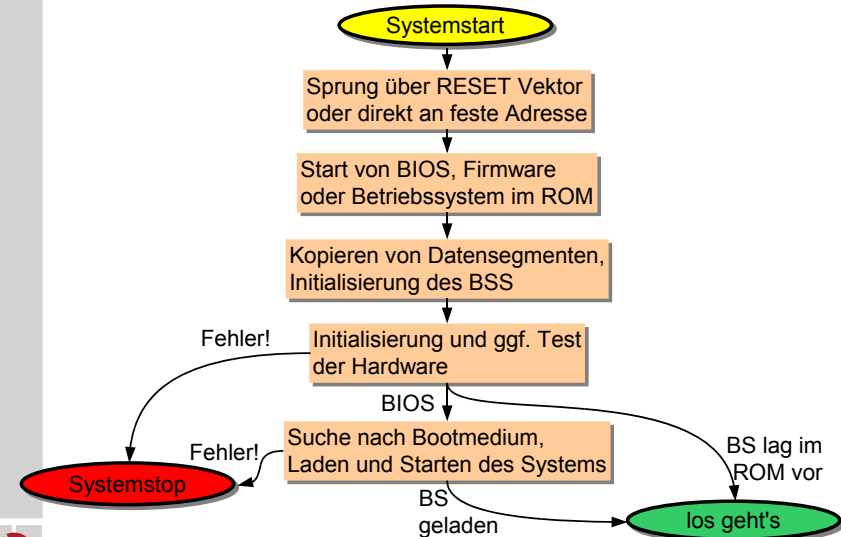 Systemstart
Sprung über RESET Vektor
oder direkt an feste Adresse
Start von BIOS, Firmware
oder Betriebssystem im ROM
Kopieren von Datensegmenten,
Initialisierung des BSS
Fehler!
Initialisierung und ggf. Test
der Hardware
BIOS
BS lag im
ROM vor
Fehler!
Suche nach Bootmedium,
Laden und Starten des Systems
Systemstop
BS
geladen
los geht's